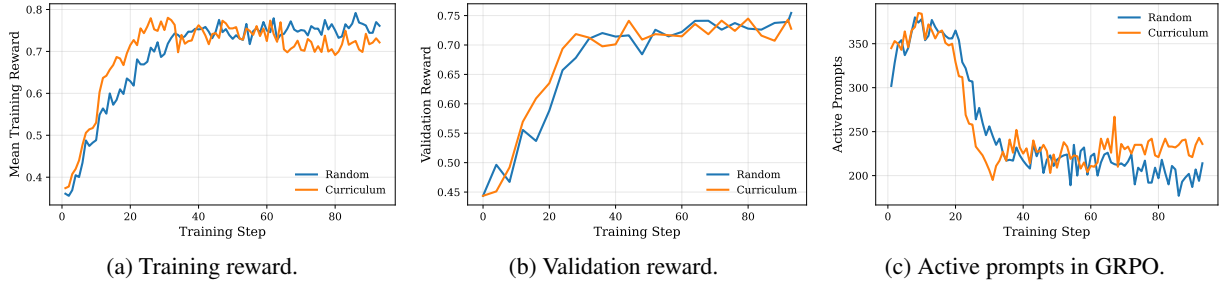 Mean Training Reward
0.8
0.7
0.6
0.5
0.4
0
20
40
60
80
Random
Curriculum
Training Step
(a) Training reward.
Validation Reward
0.75
0.70
0.65
0.60
0.55
0.50
0.45
0
20
40
60
80
Random
Curriculum
Training Step
(b) Validation reward.
Active Prompts
350
300
250
200
0
20
40
60
80
Random
Curriculum
Training Step
(c) Active prompts in GRPO.